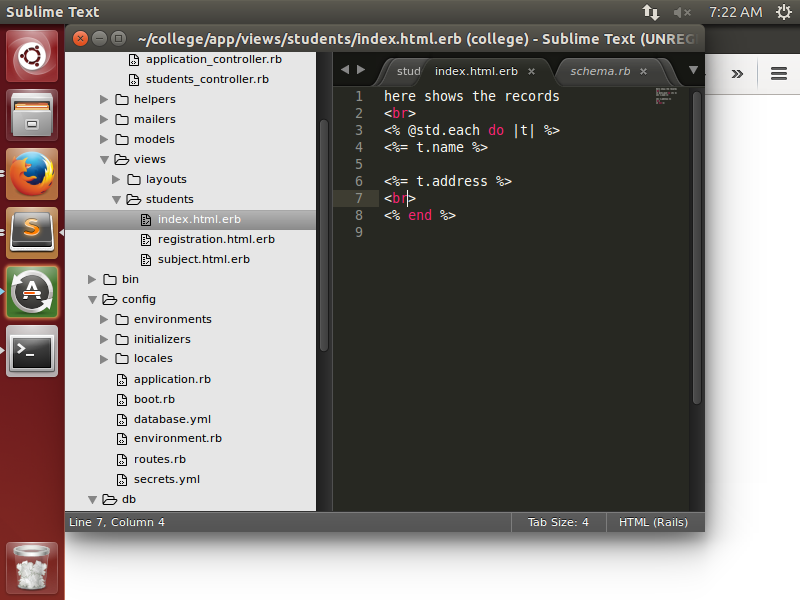 Sublime Text
7:22 AM
~/college/app/views/students/index.html.erb (college) - Sublime Text (UNREG
application_controller.rb
students_controller.rb
helpers
mailers
models
views
layouts
students
index.html.erb
registration.html.erb
subject.html.erb
bin
config
environments
initializers
locales
application.rb
boot.rb
database.yml
environment.rb
routes.rb
secrets.yml
db
stud index.html.erb × schema.rb ×
1 here shows the records
2 <br>
3 <% @std.each do |t| %>
4 <%= t.name %>
5
6 <%= t.address %>
7 <br>
8 <% end %>
9
Line 7, Column 4
Tab Size: 4
HTML (Rails)